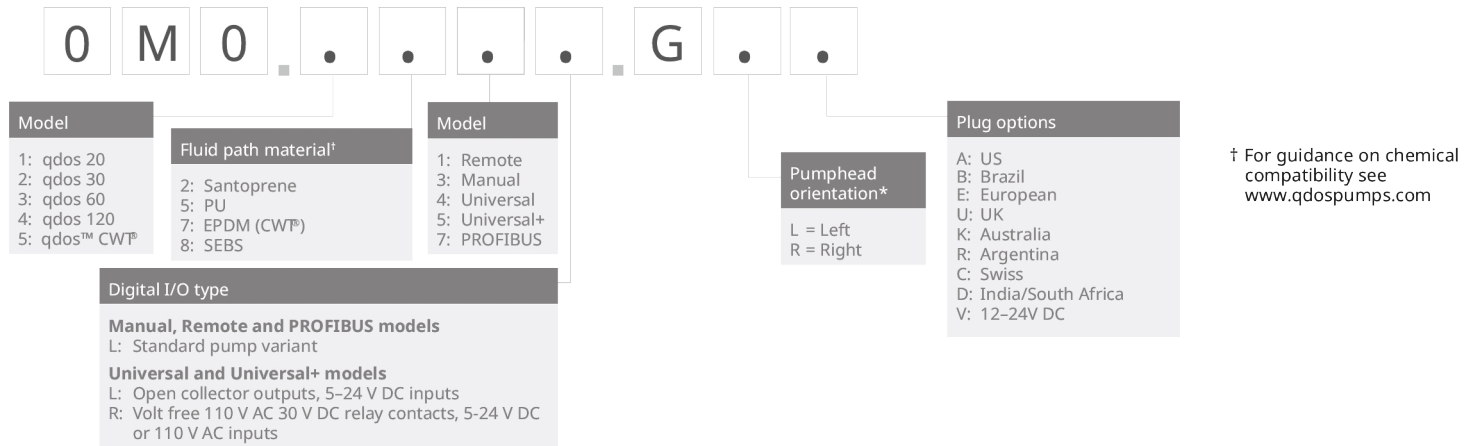 0 M 0 . . . . . . G . .
Model
1: qdos 20
2: qdos 30
3: qdos 60
4: qdos 120
5: qdos™ CWT®
Fluid path material†
2: Santoprene
5: PU
7: EPDM (CWT®)
8: SEBS
Model
1: Remote
3: Manual
4: Universal
5: Universal+
7: PROFIBUS
Digital I/O type
Manual, Remote and PROFIBUS models
L: Standard pump variant
Universal and Universal+ models
L: Open collector outputs, 5–24 V DC inputs
R: Volt free 110 V AC 30 V DC relay contacts, 5-24 V DC
or 110 V AC inputs
Pumphead
orientation*
L = Left
R = Right
Plug options
A: US
B: Brazil
E: European
U: UK
K: Australia
R: Argentina
C: Swiss
D: India/South Africa
V: 12–24V DC
† For guidance on chemical
compatibility see
www.qdospumps.com